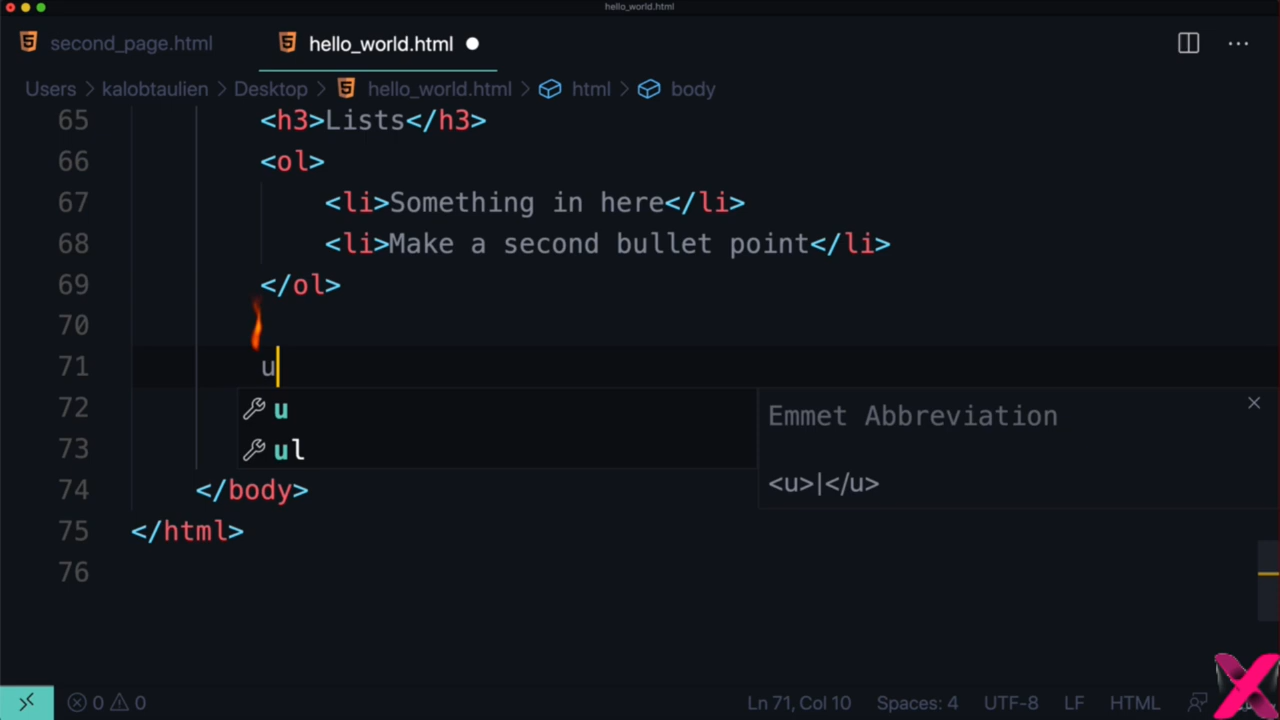 hello_world.html
second_page.html hello_world.html
Users > kalobtaulien > Desktop > hello_world.html > html > body
65 <h3>Lists</h3>
66 <ol>
67 <li>Something in here</li>
68 <li>Make a second bullet point</li>
69 </ol>
70
71 u
72 u
73 ul
74 </body>
75 </html>
76
Emmet Abbreviation
<u>|</u>
0 0 Ln 71, Col 10 Spaces: 4 UTF-8 LF HTML